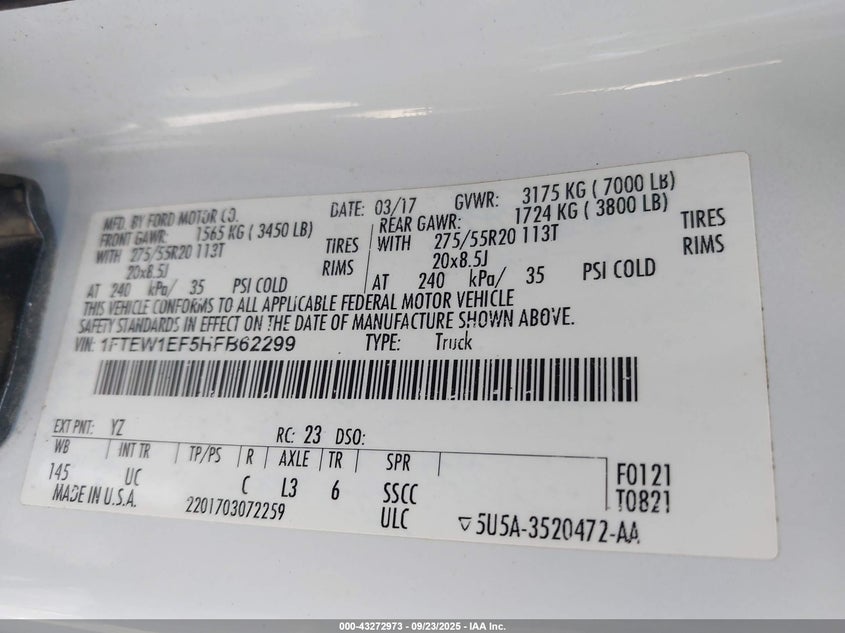 MFD. BY FORD MOTOR CO. DATE: 03/17 GVWR: 3175 KG ( 7000 LB)
FRONT GAWR: 1565 KG ( 3450 LB) REAR GAWR: 1724 KG ( 3800 LB)
WITH 275/55R20 113T TIRES WITH 275/55R20 113T TIRES
20x8.5J RIMS 20x8.5J RIMS
AT 240 kPa/ 35 PSI COLD AT 240 kPa/ 35 PSI COLD
THIS VEHICLE CONFORMS TO ALL APPLICABLE FEDERAL MOTOR VEHICLE
SAFETY STANDARDS IN EFFECT ON THE DATE OF MANUFACTURE SHOWN ABOVE.
VIN: 1FTEW1EF5HFB62299 TYPE: Truck
EXT PNT: YZ RC: 23 DSO:
WB INT TR TP/PS R AXLE TR SPR F0121
145 UC C L3 6 SSCC T0821
MADE IN U.S.A. 2201703072259 ULC 5U5A-3520472-AA
000-43272973 - 09/23/2025 - IAA Inc.